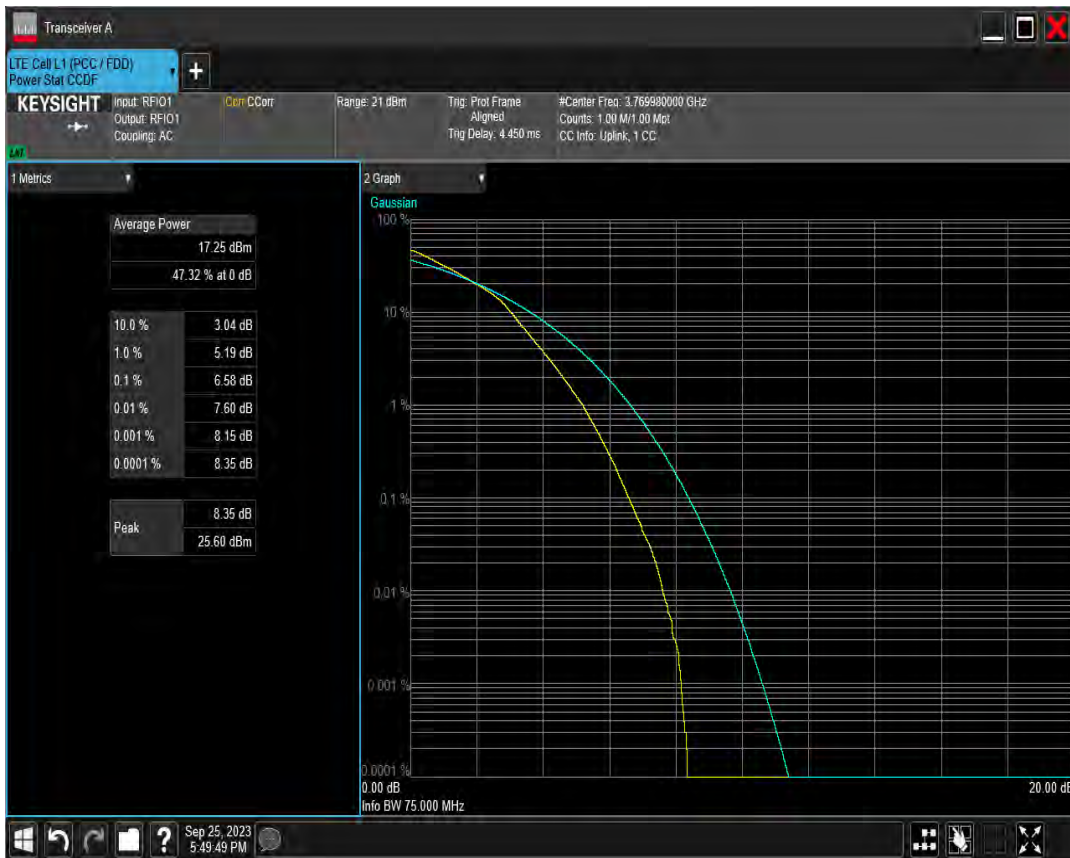 Transceiver A
LTE Cell L1 (PCC / FDD)
Power Stat CCDF
+
KEYSIGHT
Input: RFIO1
Output: RFIO1
Coupling: AC
Corr CCorr
Range: 21 dBm
Trig: Prot Frame
Aligned
Trig Delay: 4.450 ms
#Center Freq: 3.769980000 GHz
Counts: 1.00 M/1.00 Mpt
CC Info: Uplink, 1 CC
LXI
1 Metrics
Average Power
17.25 dBm
47.32 % at 0 dB
10.0 % 3.04 dB
1.0 % 5.19 dB
0.1 % 6.58 dB
0.01 % 7.60 dB
0.001 % 8.15 dB
0.0001 % 8.35 dB
Peak
8.35 dB
25.60 dBm
2 Graph
Gaussian
100 %
10 %
1 %
0.1 %
0.01 %
0.001 %
0.0001 %
0.00 dB
20.00 dB
Info BW 75.000 MHz
?
Sep 25, 2023
5:49:49 PM